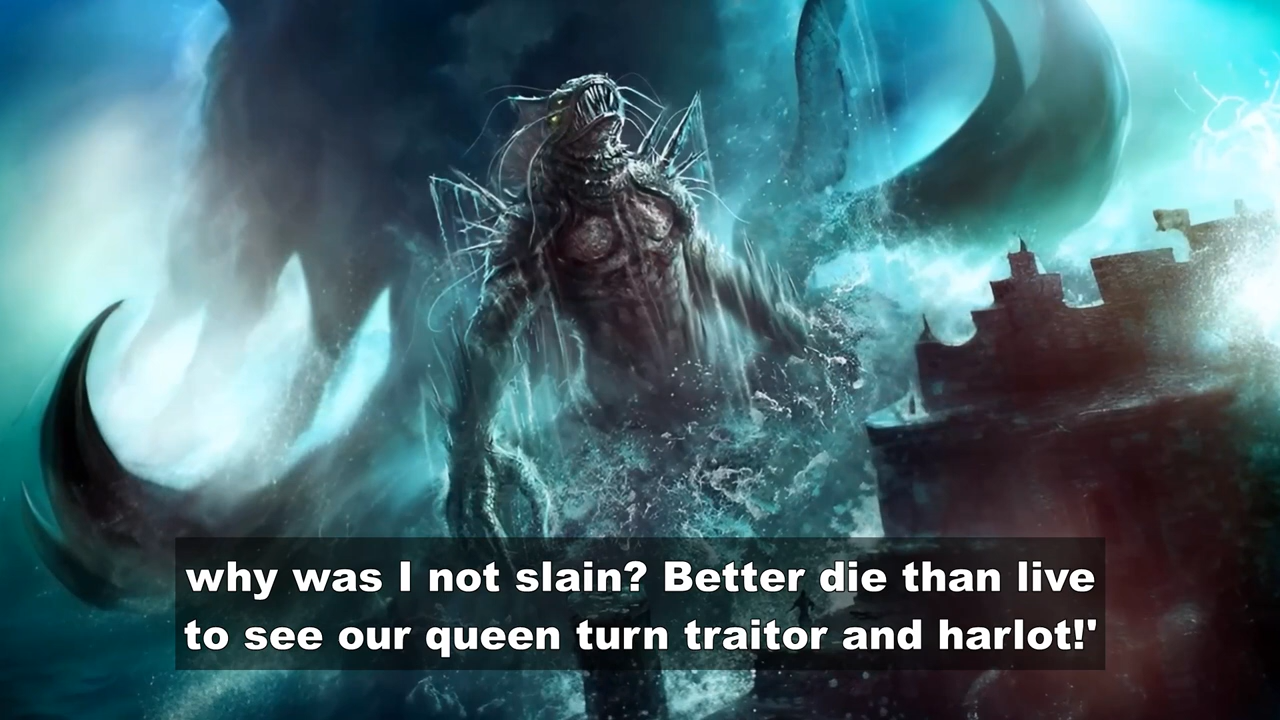 why was I not slain? Better die than live
to see our queen turn traitor and harlot!'